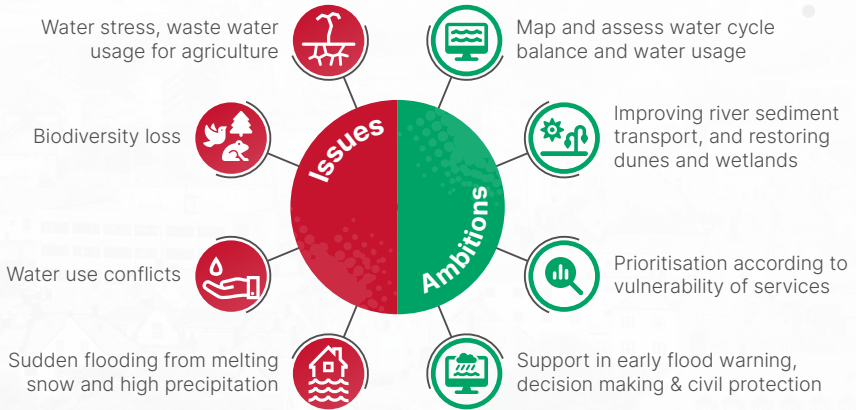 Water stress, waste water
usage for agriculture
Biodiversity loss
Water use conflicts
Sudden flooding from melting
snow and high precipitation
Issues
Ambitions
Map and assess water cycle
balance and water usage
Improving river sediment
transport, and restoring
dunes and wetlands
Prioritisation according to
vulnerability of services
Support in early flood warning,
decision making & civil protection